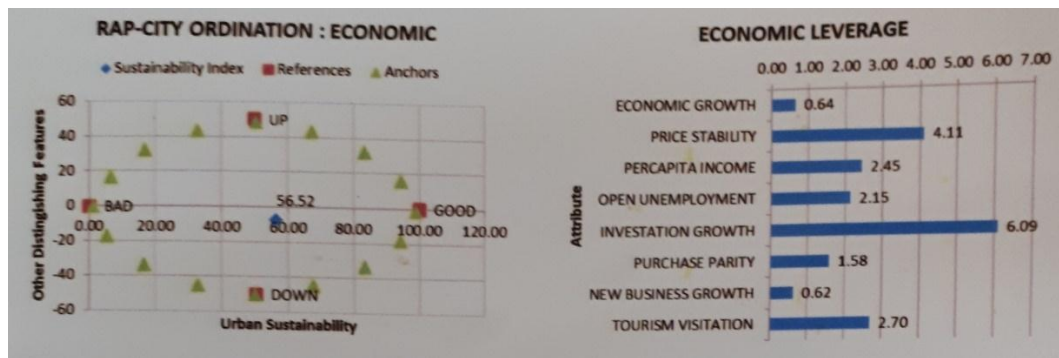 RAP-CITY ORDINATION : ECONOMIC
Sustainability Index References Anchors
Other Distingishing Features
60
40
20
0
-20
-40
-60
UP
56.52
BAD
GOOD
DOWN
0.00 20.00 40.00 60.00 80.00 100.00 120.00
Urban Sustainability
ECONOMIC LEVERAGE
0.00 1.00 2.00 3.00 4.00 5.00 6.00 7.00
Attribute
ECONOMIC GROWTH 0.64
PRICE STABILITY 4.11
PERCAPITA INCOME 2.45
OPEN UNEMPLOYMENT 2.15
INVESTATION GROWTH 6.09
PURCHASE PARITY 1.58
NEW BUSINESS GROWTH 0.62
TOURISM VISITATION 2.70